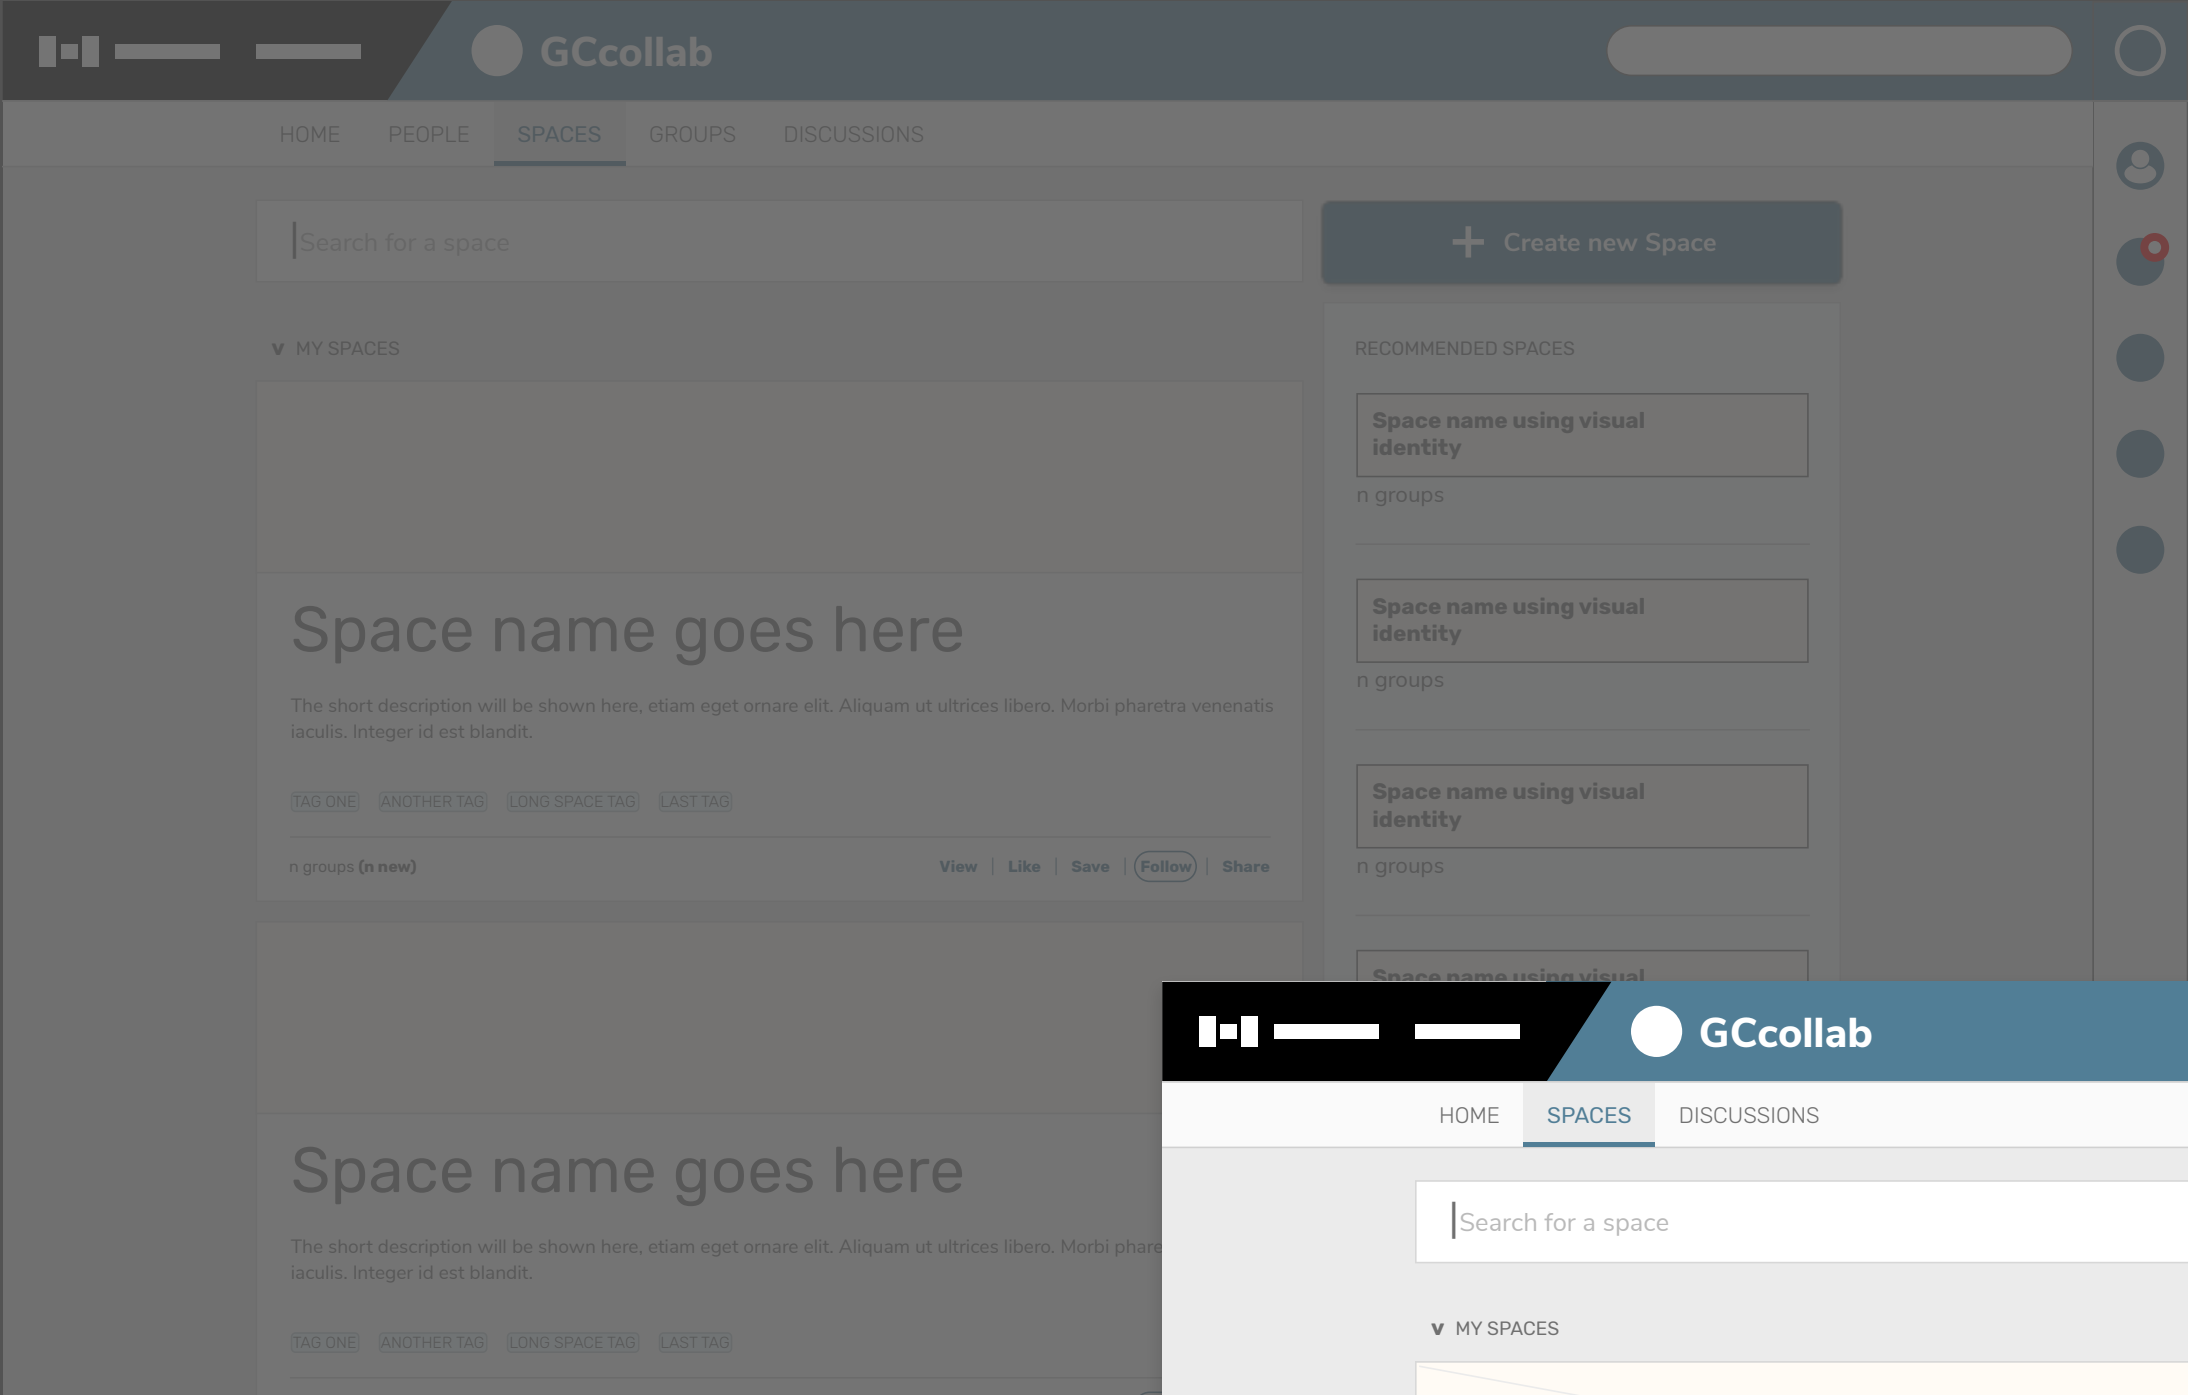 GCcollab
HOME PEOPLE SPACES GROUPS DISCUSSIONS
Search for a space
Create new Space
v MY SPACES
Space name goes here
The short description will be shown here, etiam eget ornare elit. Aliquam ut ultrices libero. Morbi pharetra venenatis
iaculis. Integer id est blandit.
TAG ONE ANOTHER TAG LONG SPACE TAG LAST TAG
n groups (n new) View | Like | Save | Follow | Share
RECOMMENDED SPACES
Space name using visual
identity
n groups
Space name using visual
identity
n groups
Space name using visual
identity
n groups
Space name using visual
Space name goes here
The short description will be shown here, etiam eget ornare elit. Aliquam ut ultrices libero. Morbi phare
iaculis. Integer id est blandit.
TAG ONE ANOTHER TAG LONG SPACE TAG LAST TAG
GCcollab
HOME SPACES DISCUSSIONS
Search for a space
v MY SPACES